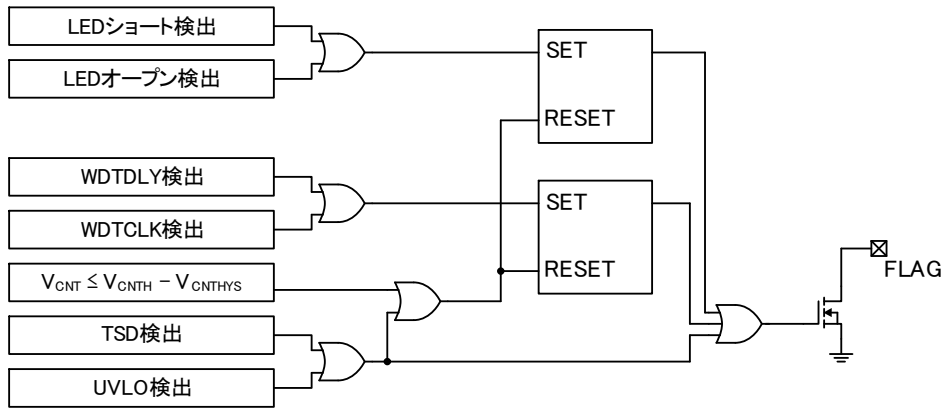 LEDショート検出
LEDオープン検出
SET
RESET
WDTDLY検出
WDTCLK検出
SET
RESET
VCNT ≤ VCNTH − VCNTHYS
TSD検出
UVLO検出
FLAG